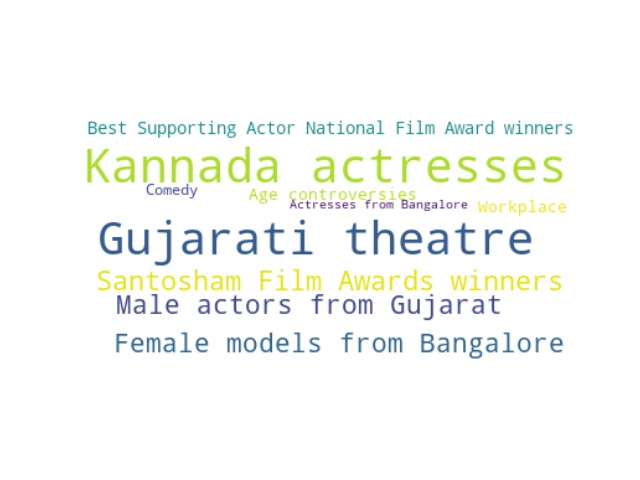 Best Supporting Actor National Film Award winners
Kannada actresses
Comedy
Age controversies
Actresses from Bangalore
Workplace
Gujarati theatre
Santosham Film Awards winners
Male actors from Gujarat
Female models from Bangalore